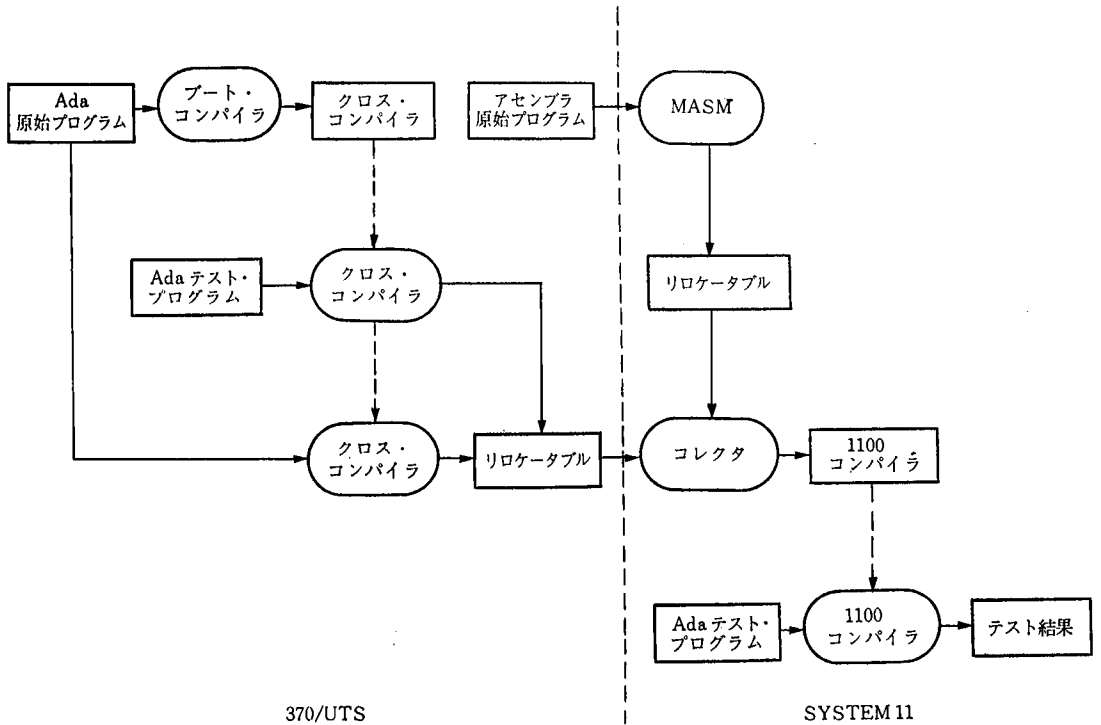 Ada
原始プログラム
ブート・
コンパイラ
クロス・
コンパイラ
アセンブラ
原始プログラム
MASM
Adaテスト・
プログラム
クロス・
コンパイラ
リロケータブル
クロス・
コンパイラ
リロケータブル
コレクタ
1100
コンパイラ
Adaテスト・
プログラム
1100
コンパイラ
テスト結果
370/UTS
SYSTEM 11